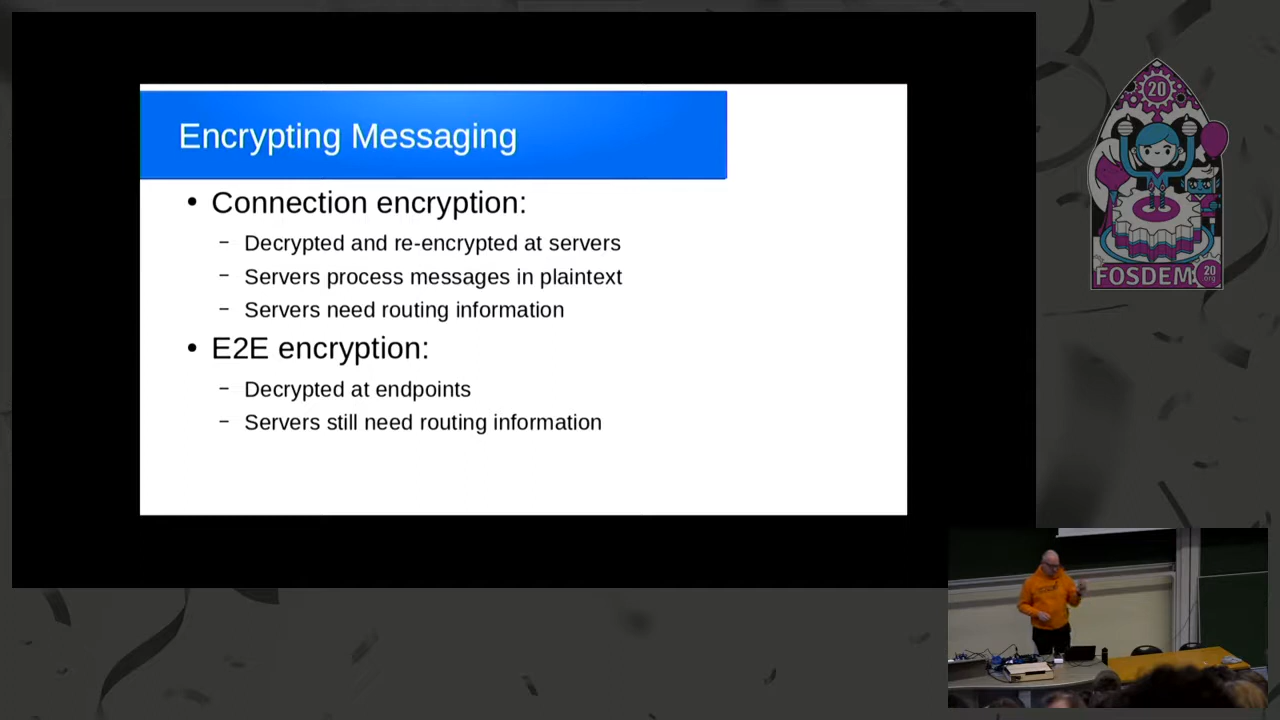 Encrypting Messaging
• Connection encryption:
– Decrypted and re-encrypted at servers
– Servers process messages in plaintext
– Servers need routing information
• E2E encryption:
– Decrypted at endpoints
– Servers still need routing information
20
FOSDEM
20
org